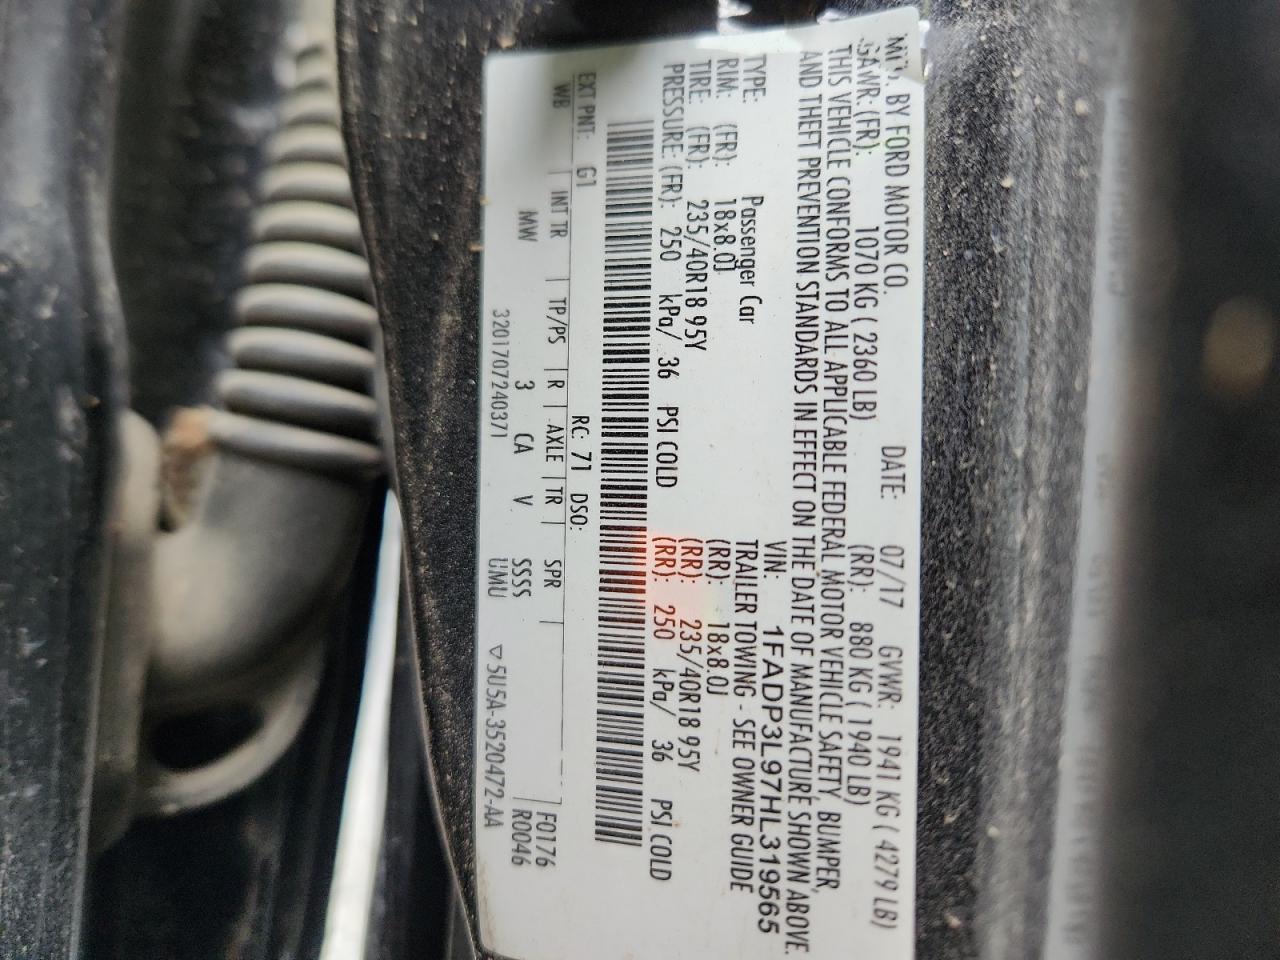 MFD. BY FORD MOTOR CO.
DATE: 07/17 GVWR: 1941 KG ( 4279 LB)
GAWR: (FR): 1070 KG ( 2360 LB) (RR): 880 KG ( 1940 LB)
THIS VEHICLE CONFORMS TO ALL APPLICABLE FEDERAL MOTOR VEHICLE SAFETY, BUMPER,
AND THEFT PREVENTION STANDARDS IN EFFECT ON THE DATE OF MANUFACTURE SHOWN ABOVE.
VIN: 1FADP3L97HL319565
TYPE: Passenger Car TRAILER TOWING - SEE OWNER GUIDE
RIM: (FR): 18x8.0J (RR): 18x8.0J
TIRE: (FR): 235/40R18 95Y (RR): 235/40R18 95Y
PRESSURE: (FR): 250 kPa/ 36 PSI COLD (RR): 250 kPa/ 36 PSI COLD
EXT PNT: G1 RC: 71 DSO:
WB INT TR TP/PS R AXLE TR SPR F0176
MW 3 CA V SSSS R0046
320170724037 1 UMU ▽5U5A-3520472-AA